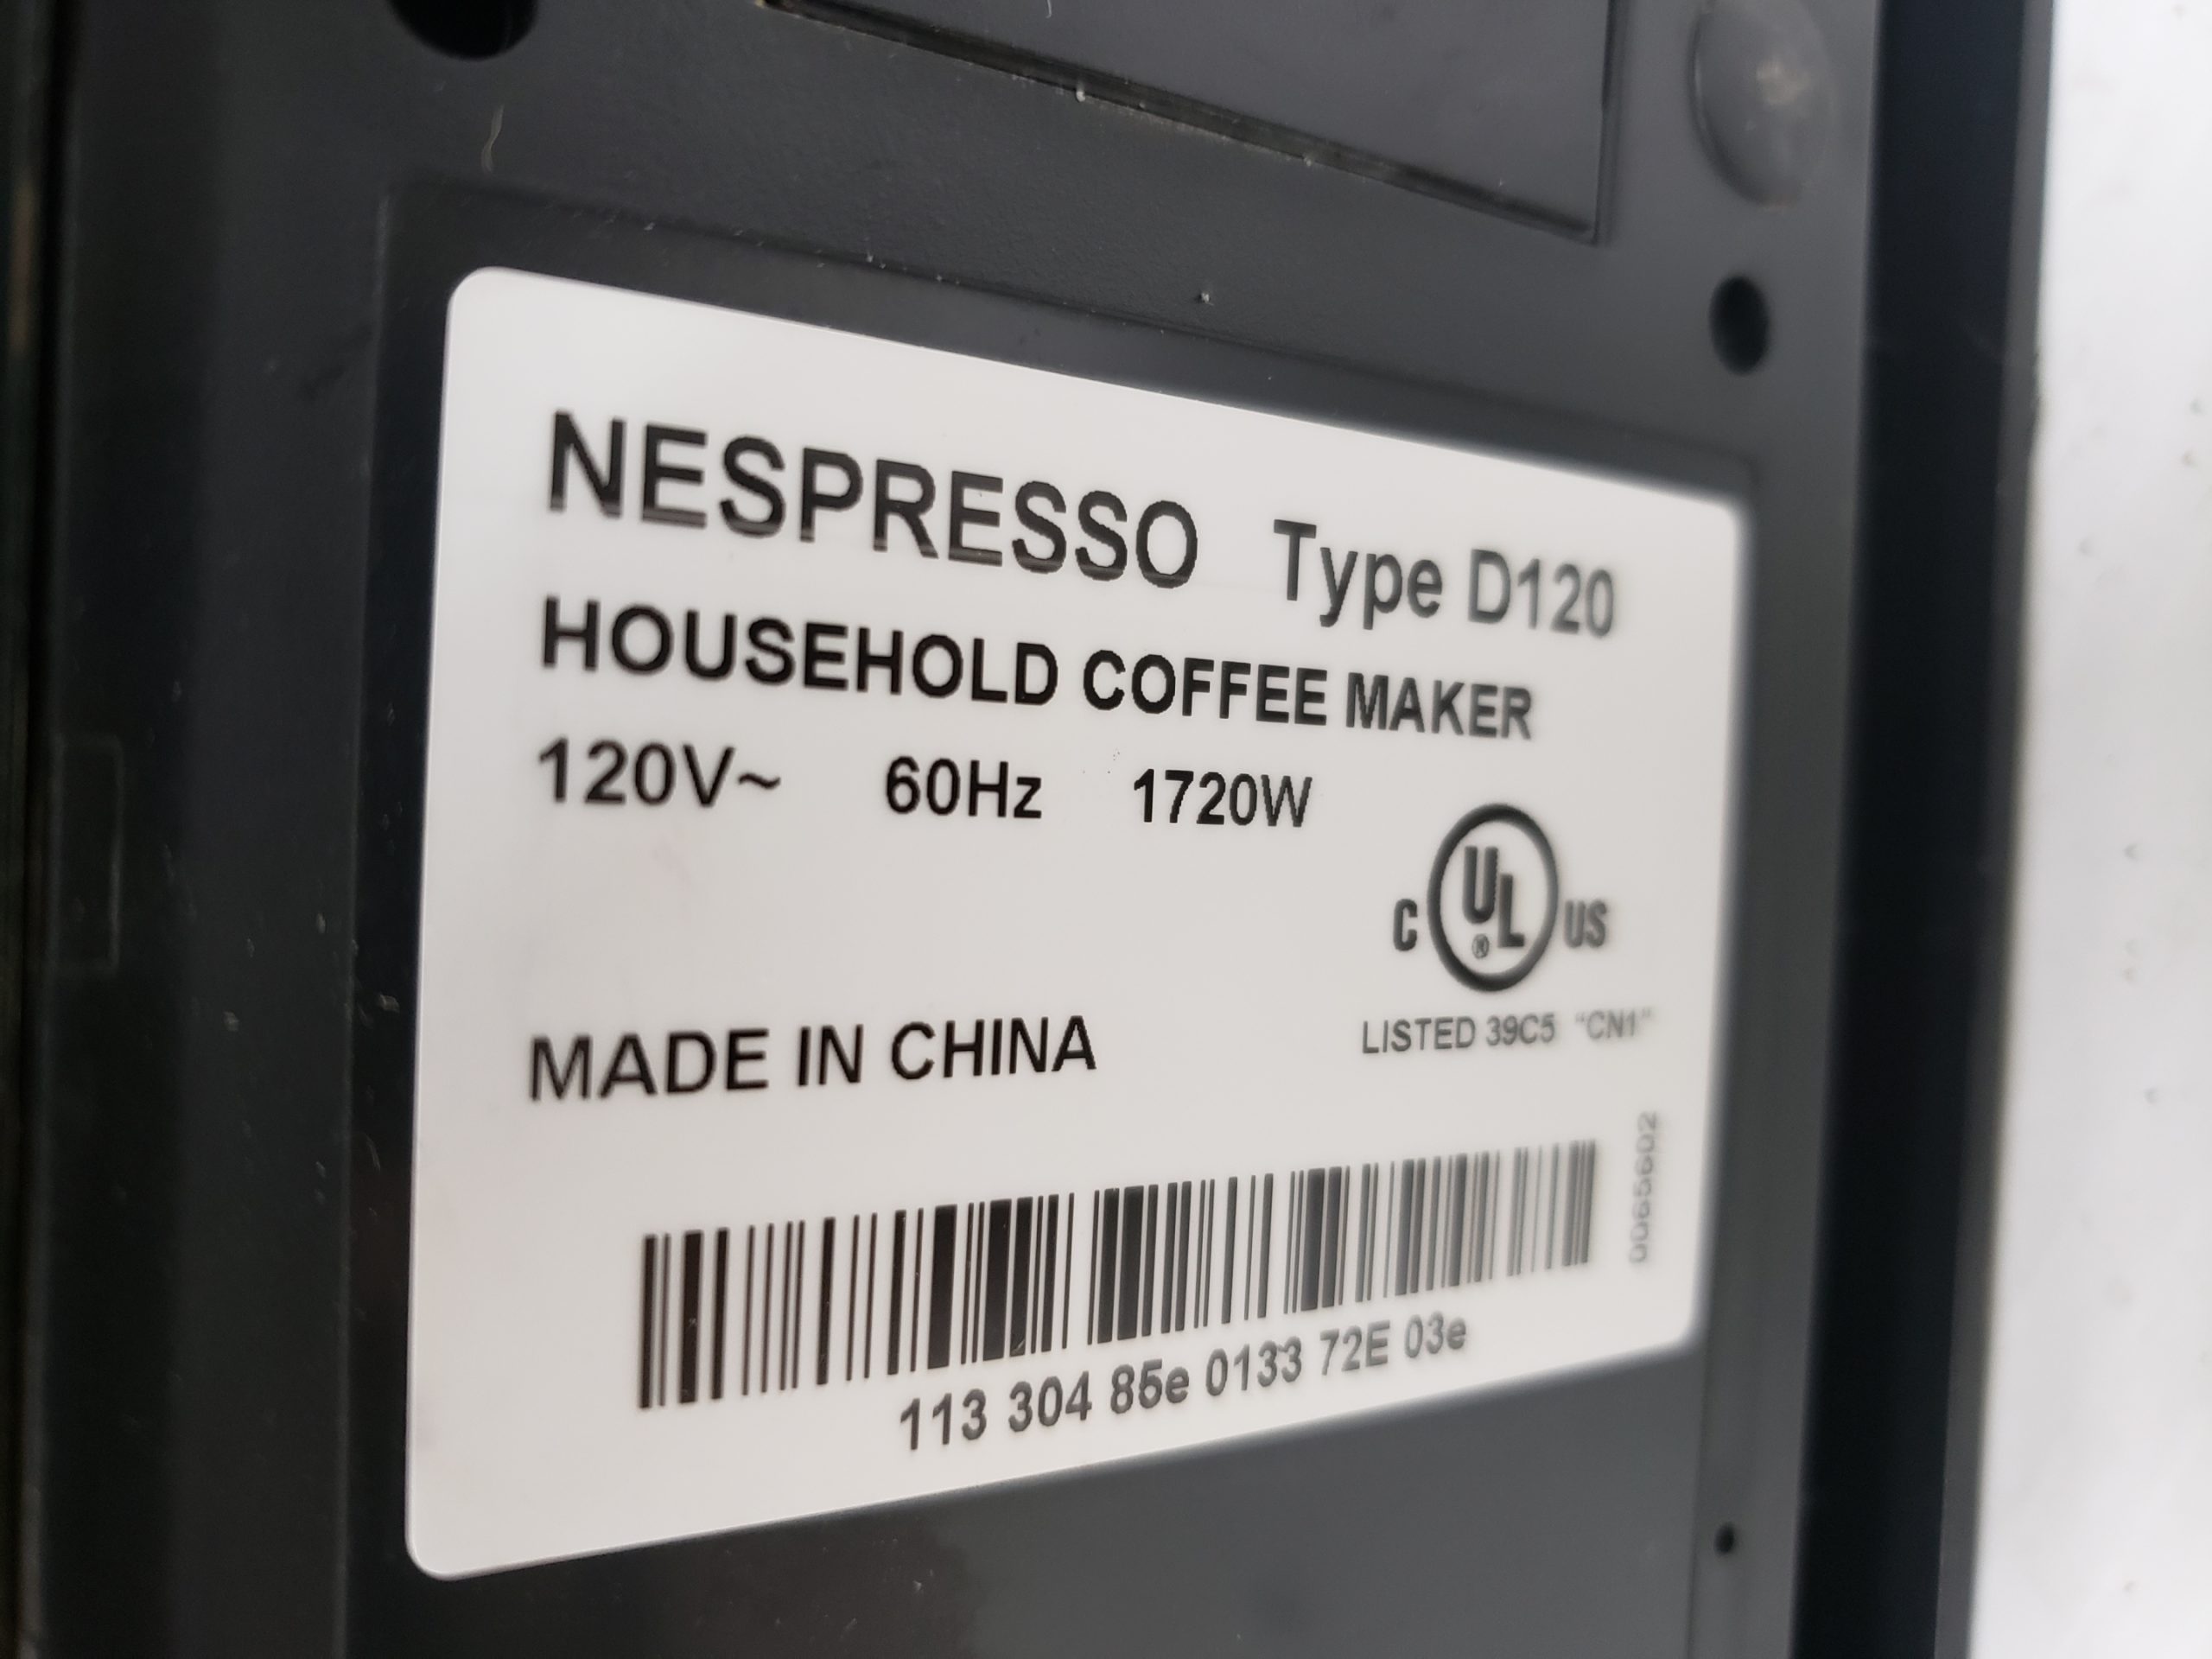 NESPRESSO Type D120
HOUSEHOLD COFFEE MAKER
120V~ 60Hz 1720W
C UL® US
LISTED 39C5 "CN1"
MADE IN CHINA
0065602
113 304 85e 0133 72E 03e